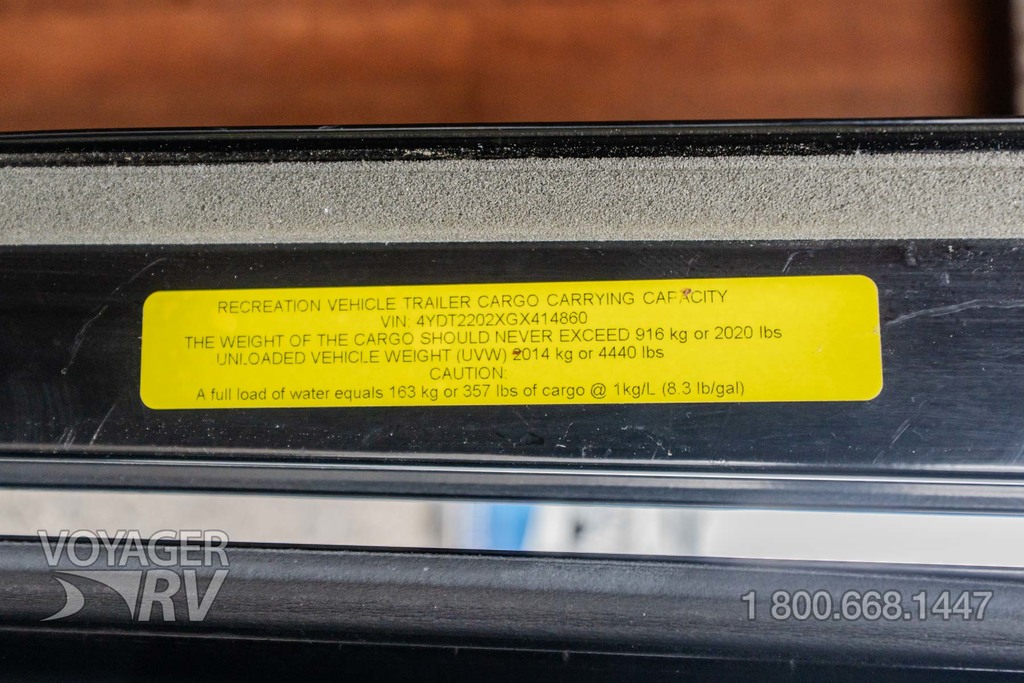 RECREATION VEHICLE TRAILER CARGO CARRYING CAPACITY
VIN: 4YDT2202XGX414860
THE WEIGHT OF THE CARGO SHOULD NEVER EXCEED 916 kg or 2020 lbs
UNLOADED VEHICLE WEIGHT (UVW) 2014 kg or 4440 lbs
CAUTION:
A full load of water equals 163 kg or 357 lbs of cargo @ 1kg/L (8.3 lb/gal)
VOYAGER
RV
1 800.668.1447